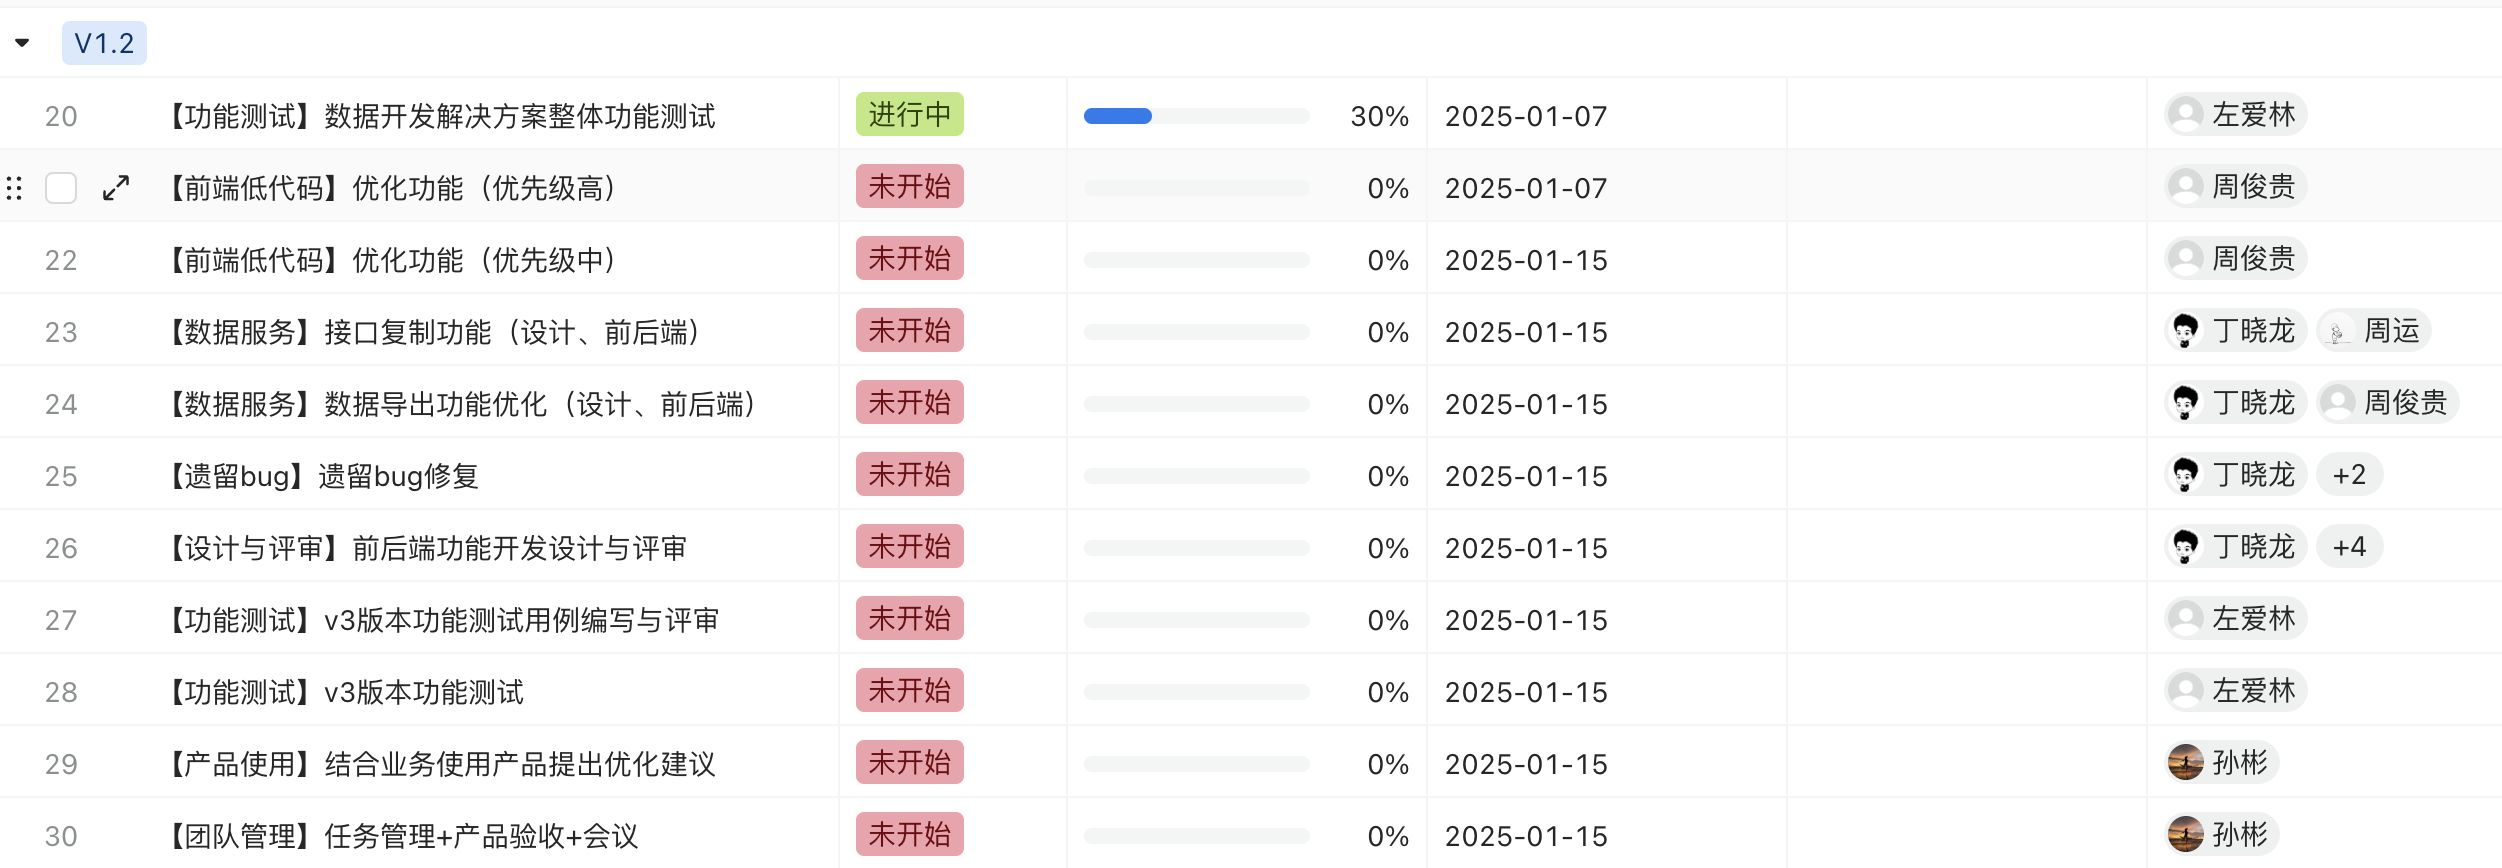 V1.2
20 【功能测试】数据开发解决方案整体功能测试 进行中 30% 2025-01-07 左爱林
【前端低代码】优化功能（优先级高） 未开始 0% 2025-01-07 周俊贵
22 【前端低代码】优化功能（优先级中） 未开始 0% 2025-01-15 周俊贵
23 【数据服务】接口复制功能（设计、前后端） 未开始 0% 2025-01-15 丁晓龙 周运
24 【数据服务】数据导出功能优化（设计、前后端） 未开始 0% 2025-01-15 丁晓龙 周俊贵
25 【遗留bug】遗留bug修复 未开始 0% 2025-01-15 丁晓龙 +2
26 【设计与评审】前后端功能开发设计与评审 未开始 0% 2025-01-15 丁晓龙 +4
27 【功能测试】v3版本功能测试用例编写与评审 未开始 0% 2025-01-15 左爱林
28 【功能测试】v3版本功能测试 未开始 0% 2025-01-15 左爱林
29 【产品使用】结合业务使用产品提出优化建议 未开始 0% 2025-01-15 孙彬
30 【团队管理】任务管理+产品验收+会议 未开始 0% 2025-01-15 孙彬